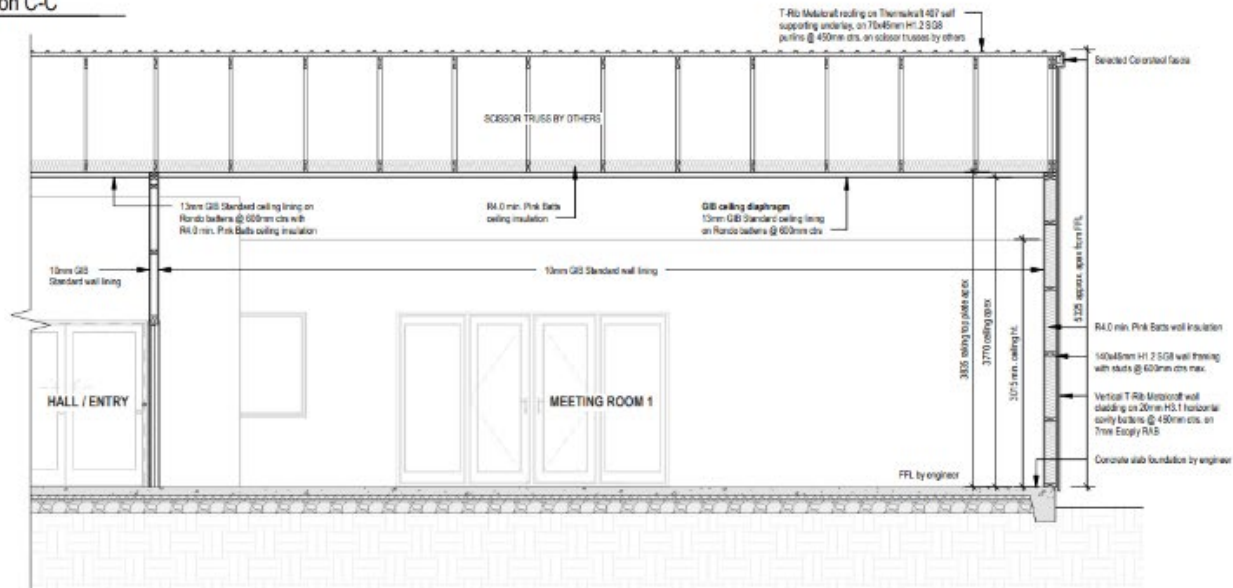 on C-C
T-Rib Metalcraft roofing on Thermakraft 407 self
supporting underlay, on 70x45mm H1.2 SG8
purlins @ 450mm ctrs, on scissor trusses by others
Selected Colorsteel fascia
SCISSOR TRUSS BY OTHERS
13mm GIB Standard ceiling lining on
Rondo battens @ 600mm ctrs with
R4.0 min. Pink Batts ceiling insulation
R4.0 min. Pink Batts
ceiling insulation
GIB ceiling diaphragm
13mm GIB Standard ceiling lining
on Rondo battens @ 600mm ctrs
10mm GIB
Standard wall lining
10mm GIB Standard wall lining
3835 raking top plate apex
3770 ceiling apex
3015 min. ceiling ht.
5325 approx. apex from FFL
R4.0 min. Pink Batts wall insulation
140x45mm H1.2 SG8 wall framing
with studs @ 600mm ctrs max.
HALL / ENTRY
MEETING ROOM 1
Vertical T-Rib Metalcraft wall
cladding on 20mm H3.1 horizontal
cavity battens @ 450mm ctrs, on
7mm Ecoply RAB
FFL by engineer
Concrete slab foundation by engineer